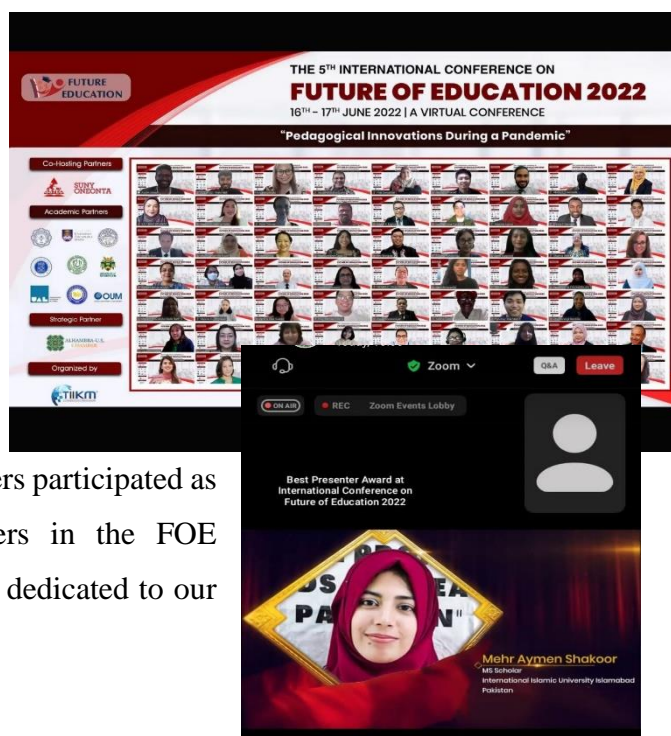 FUTURE
EDUCATION
THE 5TH INTERNATIONAL CONFERENCE ON
FUTURE OF EDUCATION 2022
16TH – 17TH JUNE 2022 | A VIRTUAL CONFERENCE
"Pedagogical Innovations During a Pandemic"
Co-Hosting Partners
SUNY
ONEONTA
Academic Partners
UAL
OUM
Strategic Partner
Organized by
TIIKM
Zoom
Q&A
Leave
ON AIR
REC
Zoom Events Lobby
ers participated as
ers in the FOE
dedicated to our
Best Presenter Award at
International Conference on
Future of Education 2022
Mehr Aymen Shakoor
MS Scholar
International Islamic University Islamabad
Pakistan